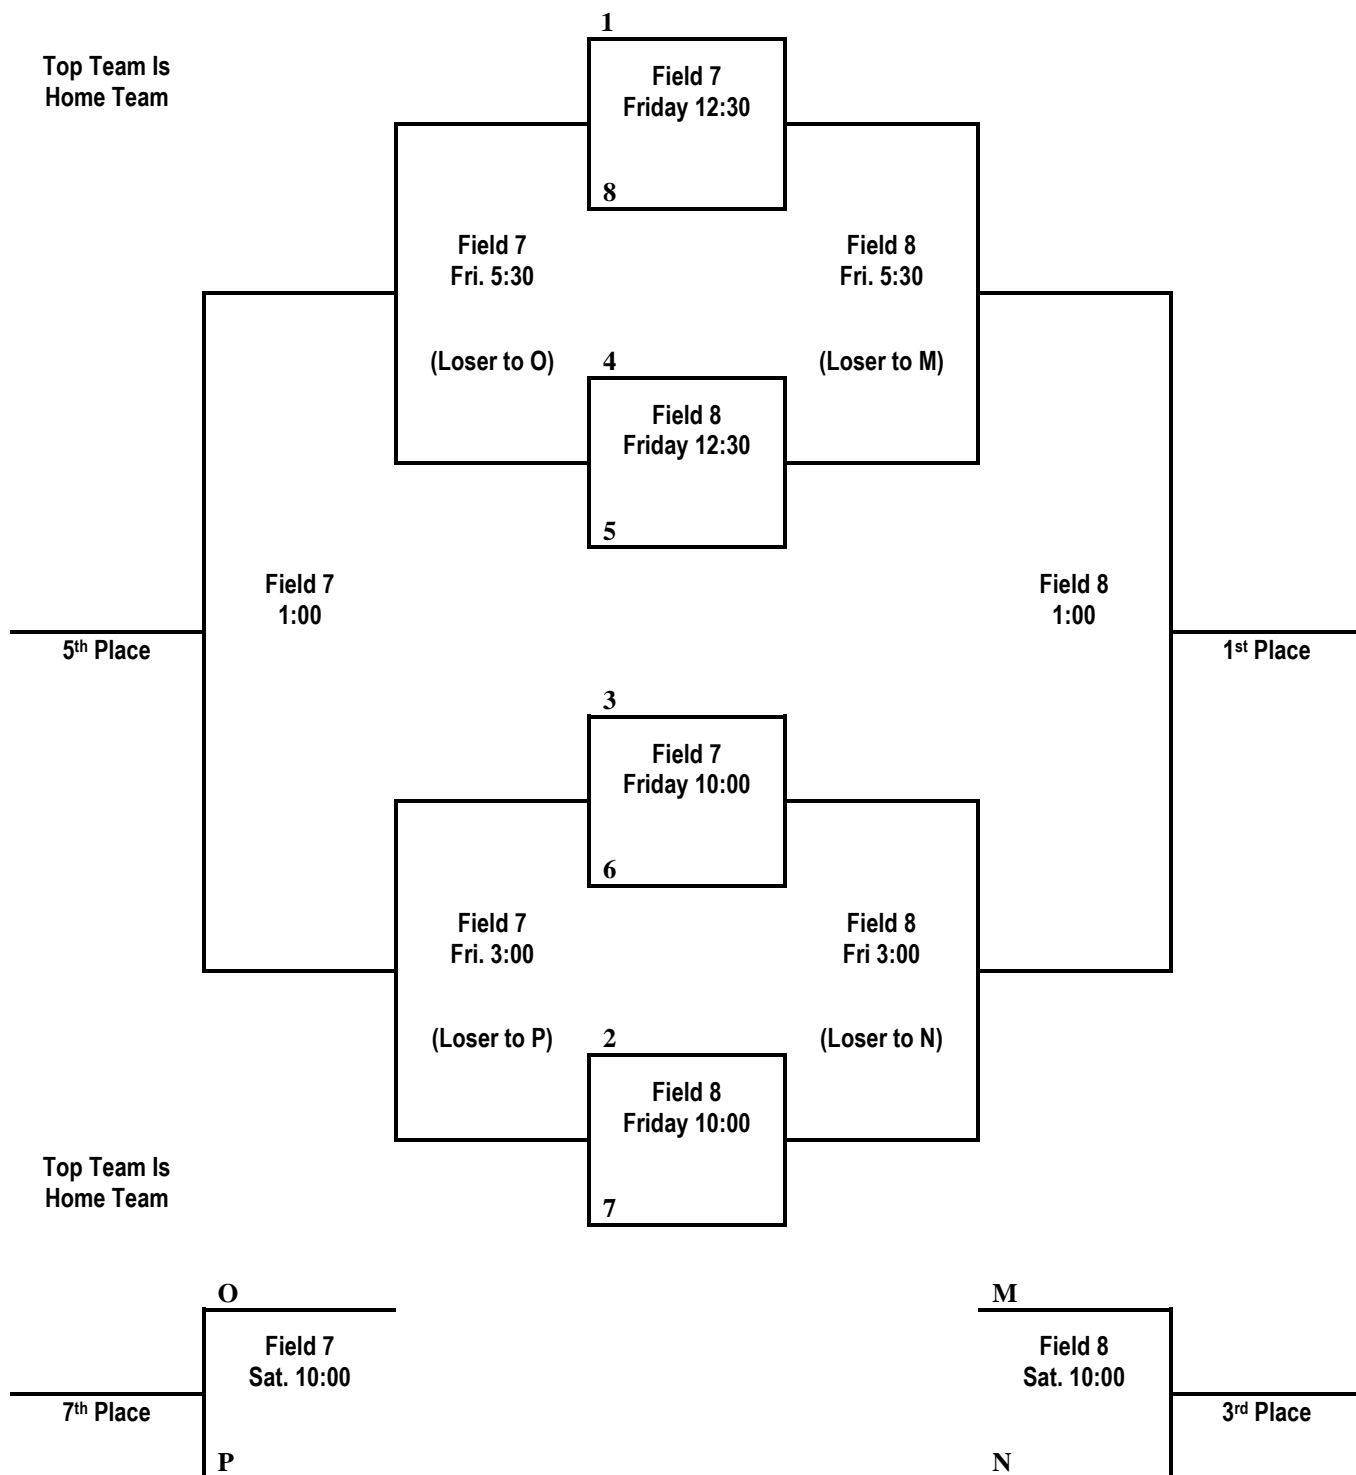 1
Top Team Is
Home Team
Field 7
Friday 12:30
8
Field 7
Fri. 5:30
Field 8
Fri. 5:30
(Loser to O)
4
(Loser to M)
Field 8
Friday 12:30
5
Field 7
1:00
Field 8
1:00
5th Place
1st Place
3
Field 7
Friday 10:00
6
Field 7
Fri. 3:00
Field 8
Fri 3:00
(Loser to P)
2
(Loser to N)
Field 8
Friday 10:00
Top Team Is
Home Team
7
O
M
Field 7
Sat. 10:00
Field 8
Sat. 10:00
7th Place
3rd Place
P
N